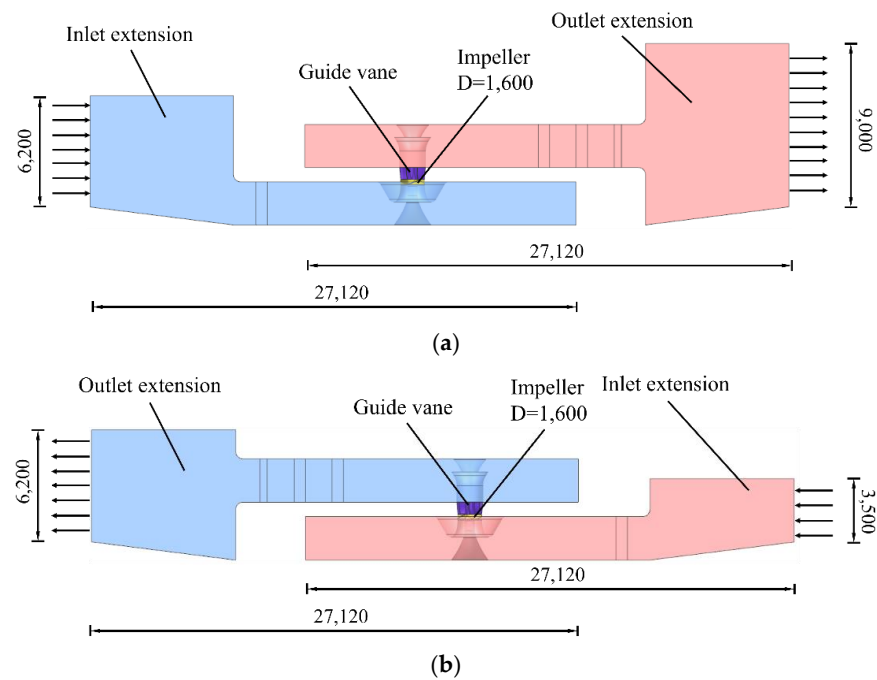 Outlet extension
Inlet extension
Impeller
D=1,600
Guide vane
6,200
9,000
27,120
27,120
(a)
Outlet extension
Impeller
D=1,600
Inlet extension
Guide vane
6,200
3,500
27,120
27,120
(b)